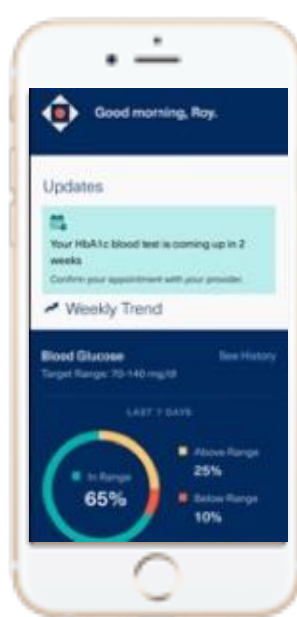 Good morning, Roy.
Updates
Your HbA1c blood test is coming up in 2
weeks
Confirm your appointment with your provider.
Weekly Trend
Blood Glucose
See History
Target Range: 70-140 mg/dl
LAST 7 DAYS
In Range
65%
Above Range
25%
Below Range
10%